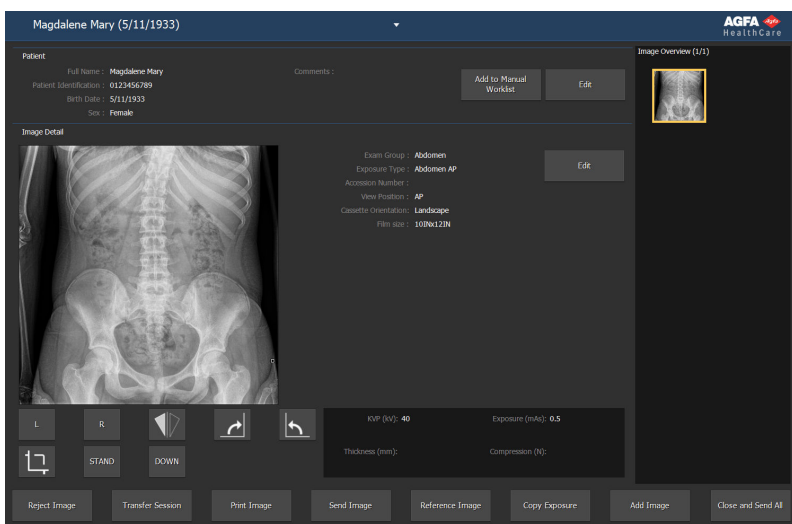 Magdalene Mary (5/11/1933)
AGFA
HealthCare
Patient
Full Name : Magdalene Mary
Patient Identification : 0123456789
Birth Date : 5/11/1933
Sex : Female
Comments :
Add to Manual
Worklist
Edit
Image Overview (1/1)
Image Detail
Exam Group : Abdomen
Exposure Type : Abdomen AP
Accession Number :
View Position : AP
Cassette Orientation: Landscape
Film size : 10INx12IN
Edit
L
R
STAND
DOWN
KVP (kV): 40
Exposure (mAs): 0.5
Thickness (mm):
Compression (N):
Reject Image
Transfer Session
Print Image
Send Image
Reference Image
Copy Exposure
Add Image
Close and Send All